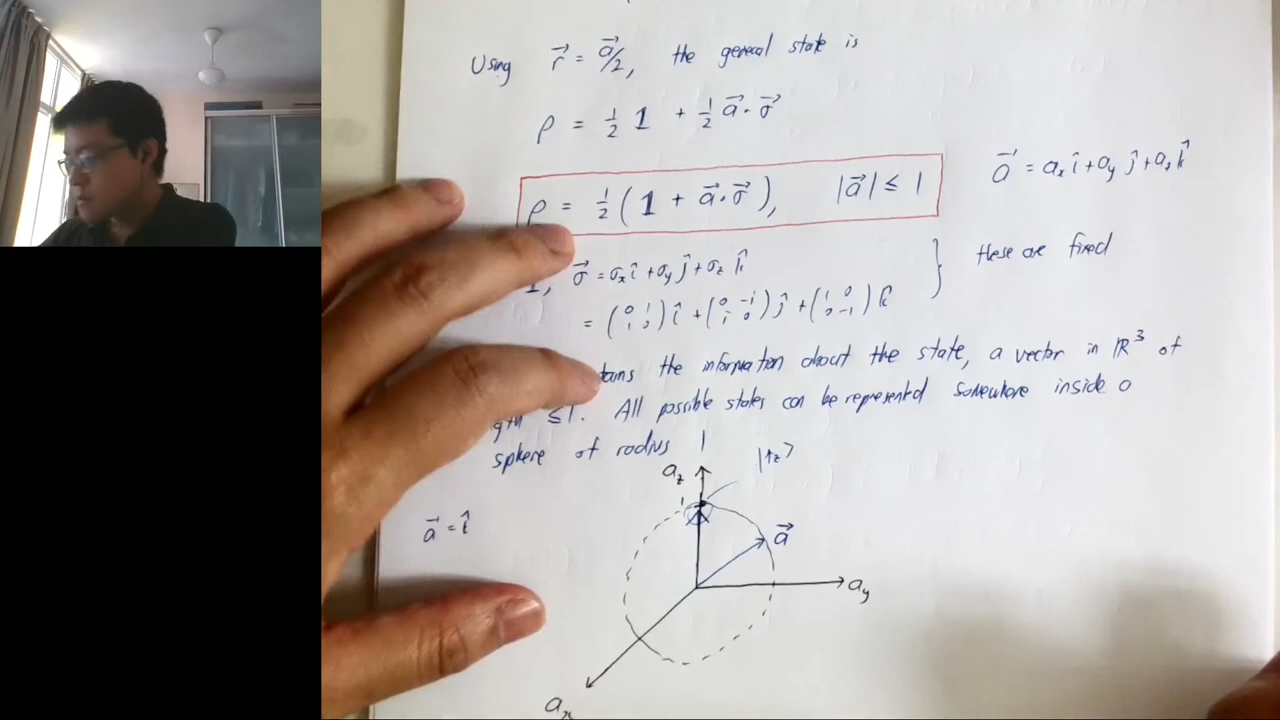 Using r⃗ = a⃗/2, the general state is
ρ = 1/2 𝟏 + 1/2 a⃗·σ⃗
ρ = 1/2 (𝟏 + a⃗·σ⃗), |a⃗| ≤ 1
a⃗ = aₓ î + a_y ĵ + a_z k̂
σ⃗ = σₓ î + σ_y ĵ + σ_z k̂
= (0 1; 1 0) î + (0 -i; i 0) ĵ + (1 0; 0 -1) k̂
these are fixed
the information about the state, a vector in ℝ³ of
≤ 1. All possible states can be represented somewhere inside a
sphere of radius 1
a_z
|↑z⟩
1
a⃗
a⃗ = k̂
a_y
aₓ